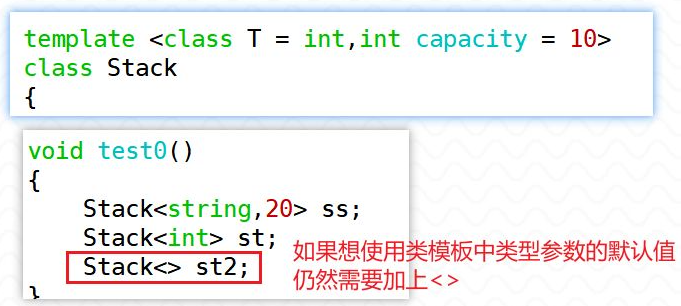 template <class T = int,int capacity = 10>
class Stack
{
void test0()
{
    Stack<string,20> ss;
    Stack<int> st;
    Stack<> st2;
如果想使用类模板中类型参数的默认值
仍然需要加上<>
}